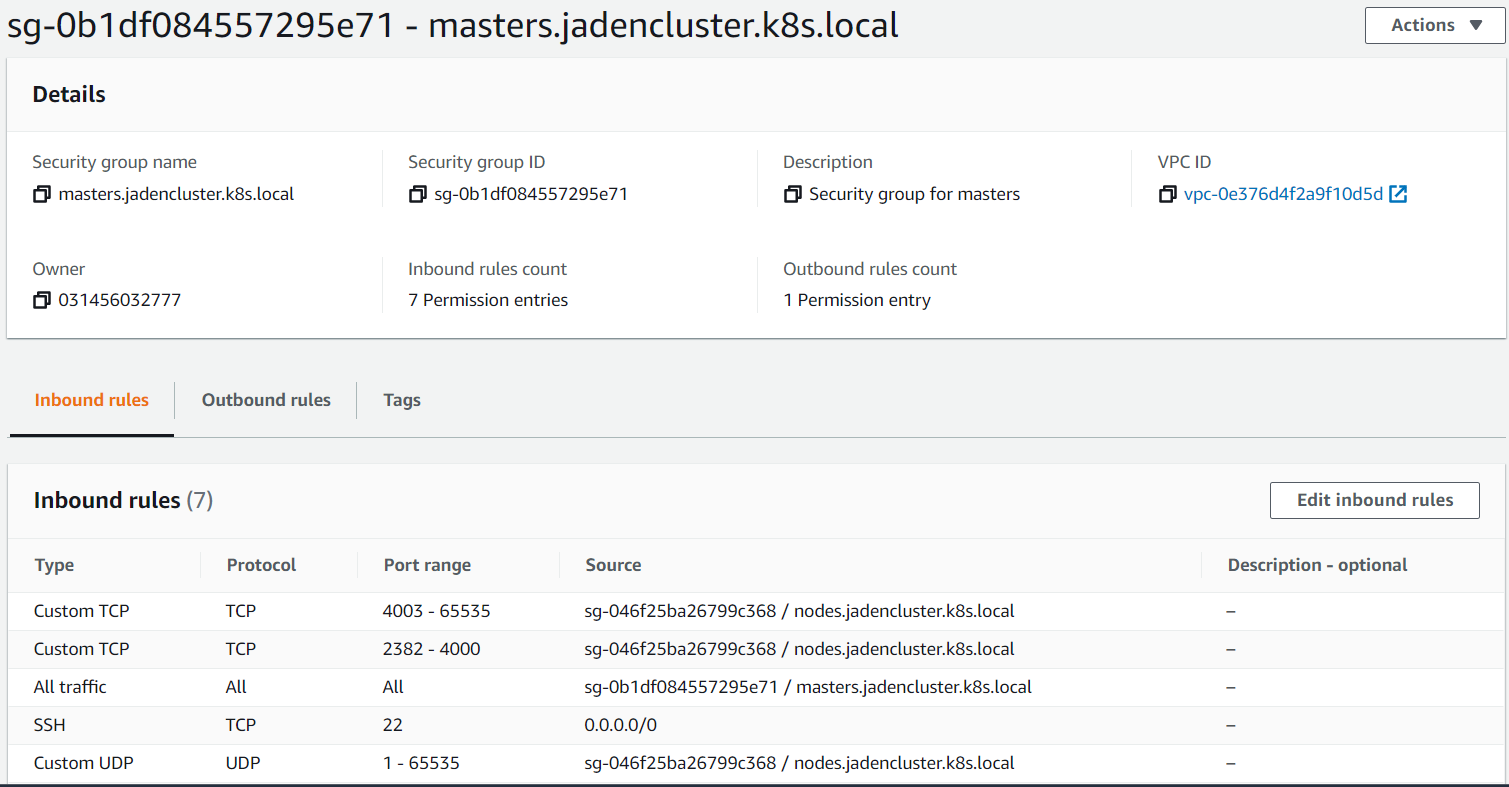 sg-0b1df084557295e71 - masters.jadencluster.k8s.local
Actions
Details
Security group name
masters.jadencluster.k8s.local
Security group ID
sg-0b1df084557295e71
Description
Security group for masters
VPC ID
vpc-0e376d4f2a9f10d5d
Owner
031456032777
Inbound rules count
7 Permission entries
Outbound rules count
1 Permission entry
Inbound rules Outbound rules Tags
Inbound rules (7)
Edit inbound rules
Type Protocol Port range Source Description - optional
Custom TCP TCP 4003 - 65535 sg-046f25ba26799c368 / nodes.jadencluster.k8s.local –
Custom TCP TCP 2382 - 4000 sg-046f25ba26799c368 / nodes.jadencluster.k8s.local –
All traffic All All sg-0b1df084557295e71 / masters.jadencluster.k8s.local –
SSH TCP 22 0.0.0.0/0 –
Custom UDP UDP 1 - 65535 sg-046f25ba26799c368 / nodes.jadencluster.k8s.local –